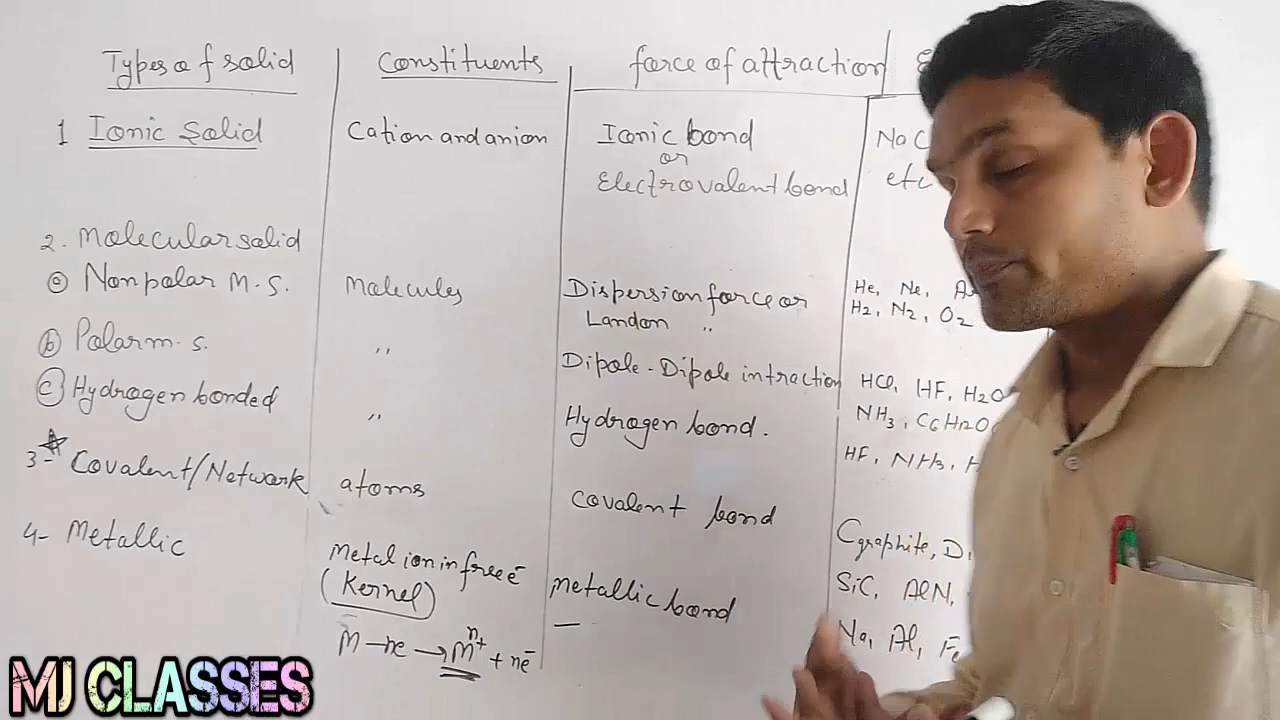 Types of solid Constituents force of attraction
1 Ionic Solid Cation and anion Ionic bond
or
Electrovalent bond etc
2. Molecular solid
a Nonpolar M.S. Molecules Dispersion force or He, Ne,
Landon " H2, N2, O2
b Polar m.s. " Dipole-Dipole intraction HCl, HF, H2O
c Hydrogen bonded " Hydrogen bond. NH3, C6H12O
HF, NH3,
3- Covalent/Network atoms Covalent bond
4- Metallic Metal ion in free e- Metallic bond C graphite,
(Kernel) SiC, AlN,
M -ne → Mn+ + ne- Na, Al, Fe
MJ CLASSES